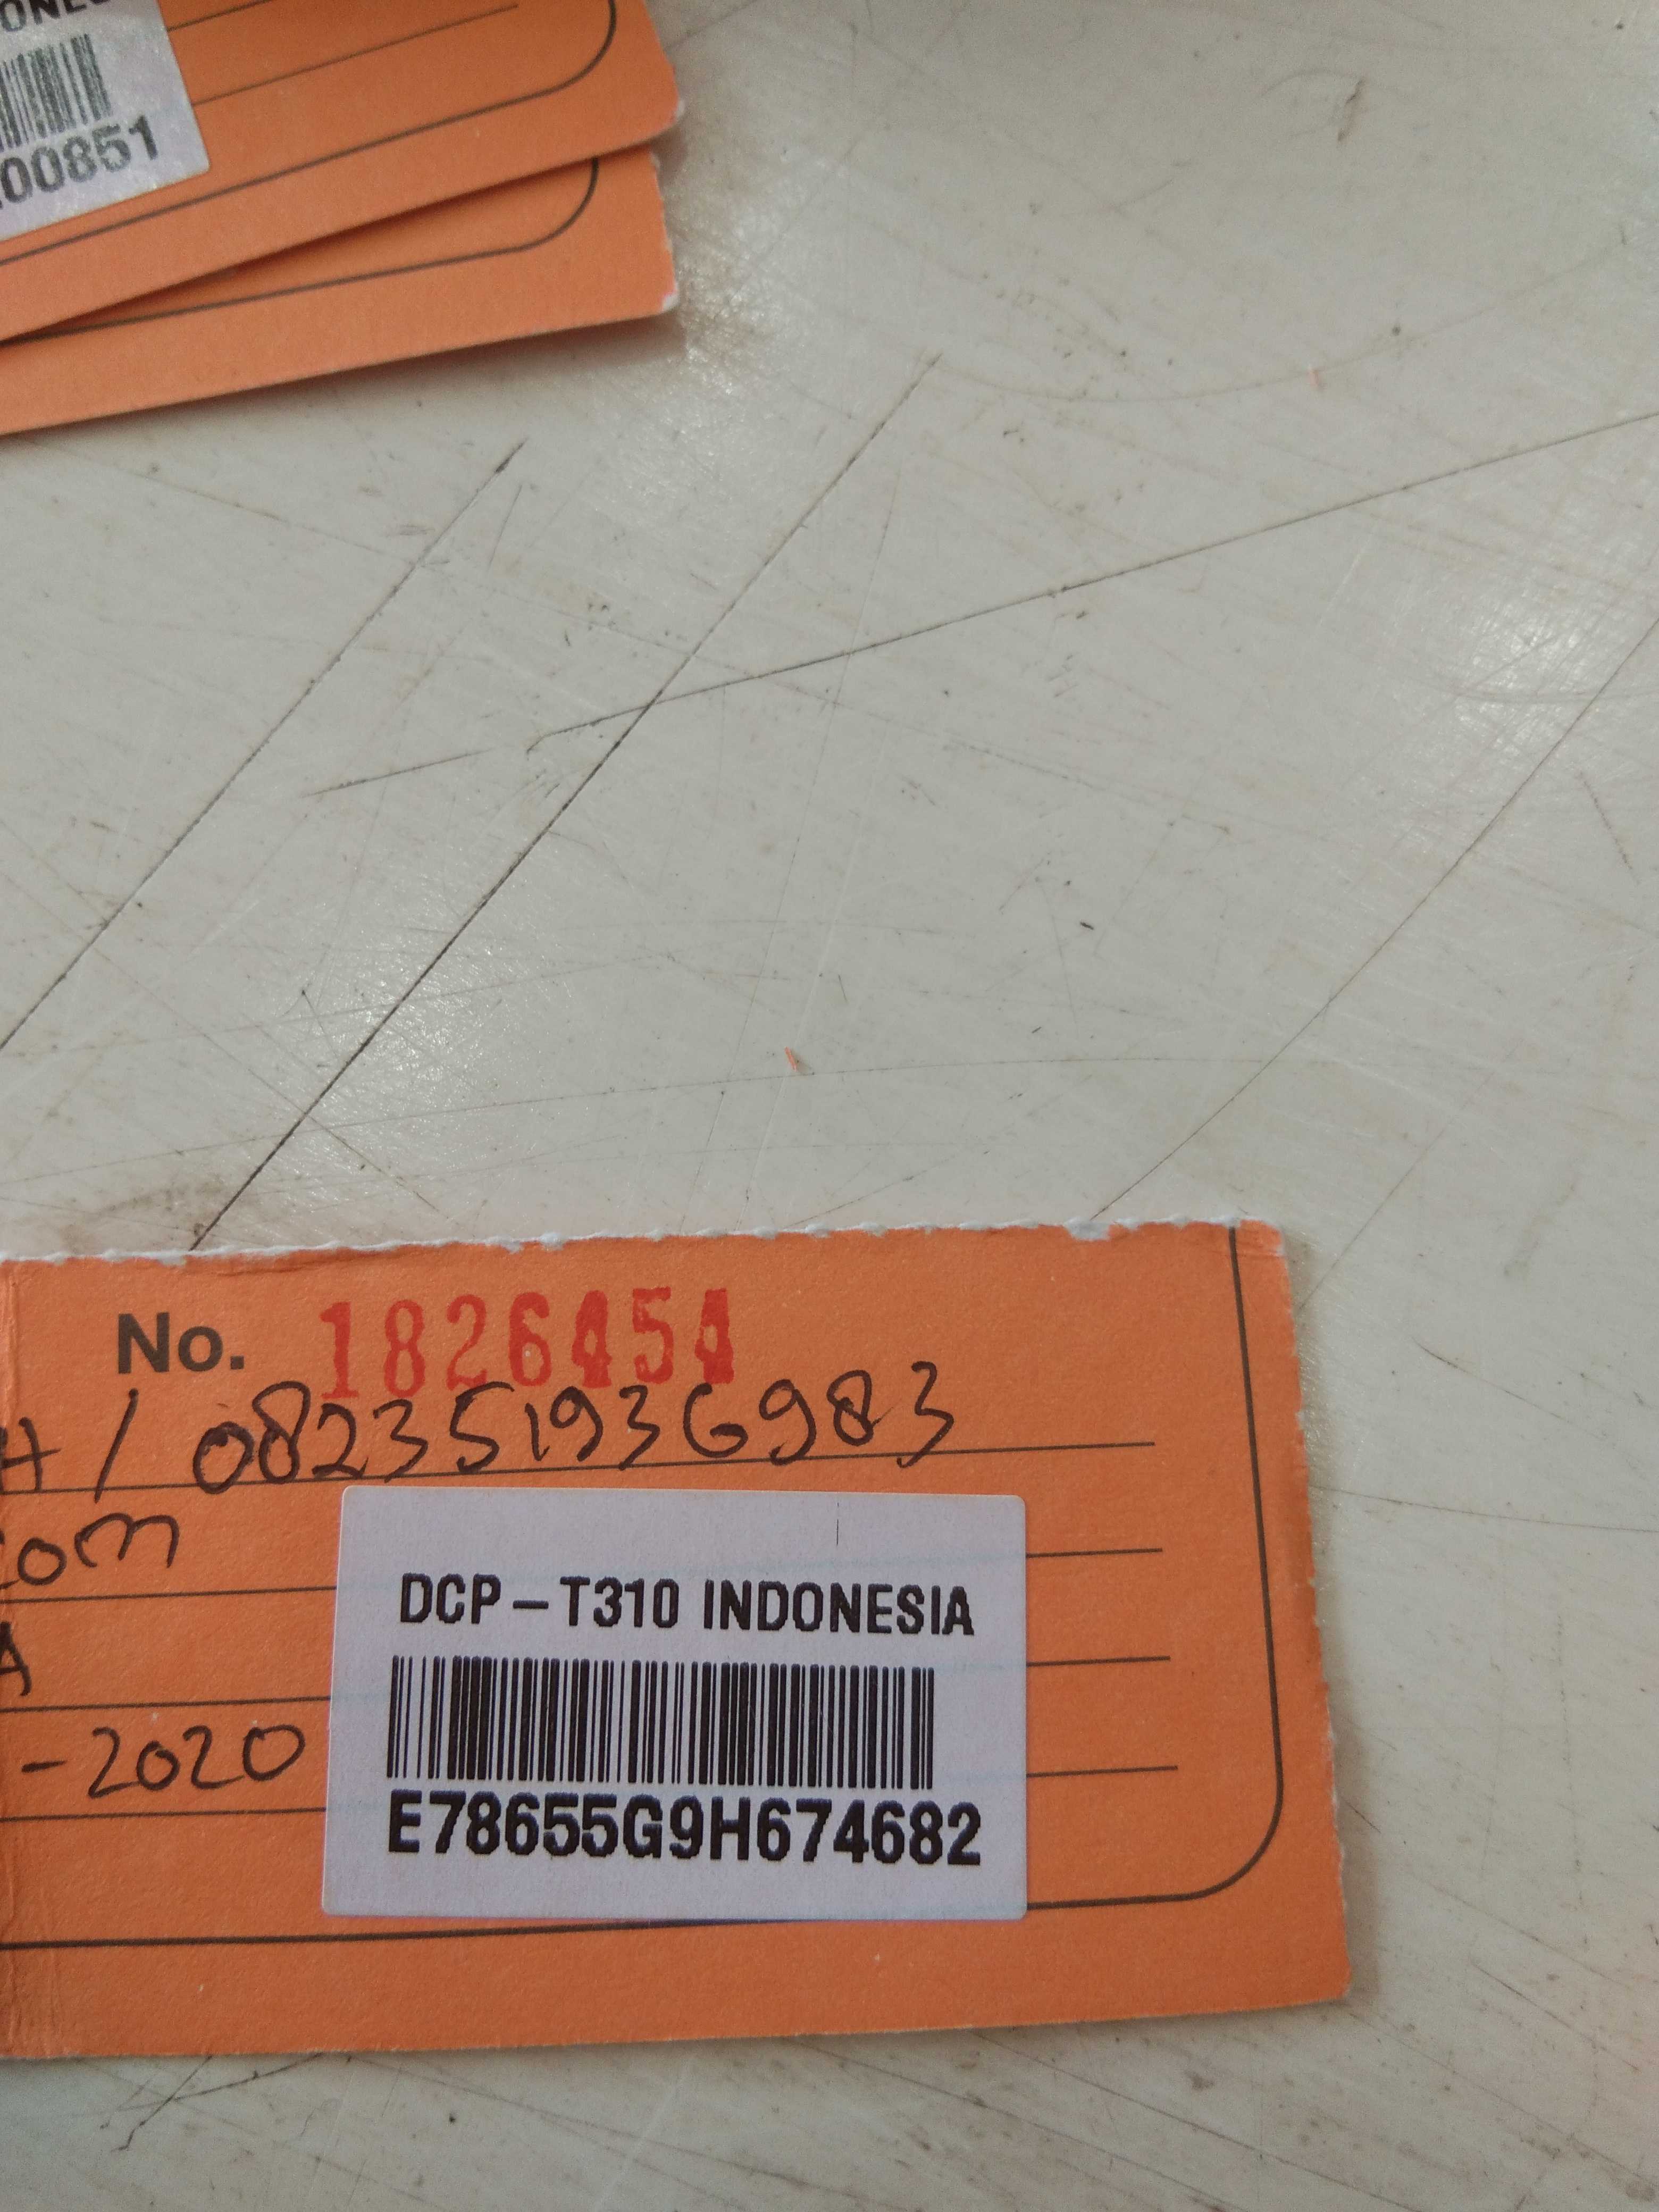 00851
No. 1826454
H / 082351936983
com
A
-2020
DCP-T310 INDONESIA
E78655G9H674682